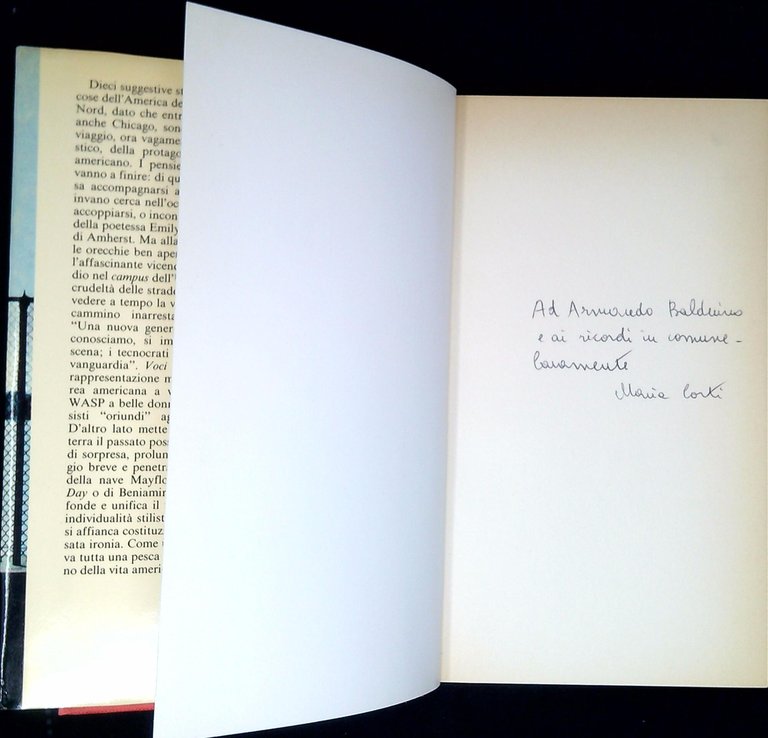 Dieci suggestive
cose dell'America
Nord, dato che
anche Chicago,
viaggio, ora
stico, della
americano. I
vanno a finire: di
sa accompagnarsi
invano cerca
accoppiarsi, o
della poetessa
di Amherst. Ma
le orecchie ben
l'affascinante
dio nel campus
crudeltà delle
vedere a tempo la
cammino
"Una nuova
conosciamo, si
scena; i tecnocrati
vanguardia". Voci
rappresentazione
rea americana a
WASP a belle
sisti "oriundi"
D'altro lato mette
terra il passato
di sorpresa,
gio breve e
della nave
Day o di
fonde e unifica il
individualità
si affianca
sata ironia. Come
va tutta una pesca
no della vita
Ad Armando Balduino
e ai ricordi in comune -
Caramente
Maria Corti